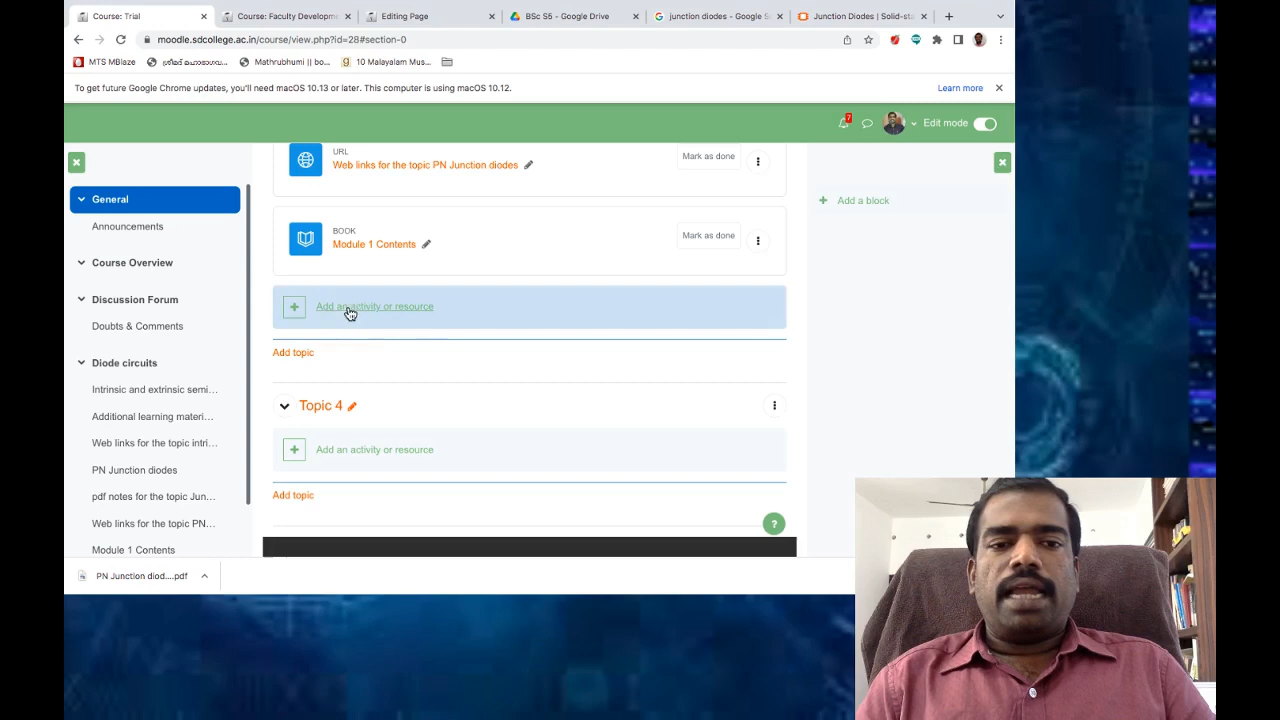 Course: Trial
Course: Faculty Developm
Editing Page
BSc S5 - Google Drive
junction diodes - Google S
Junction Diodes | Solid-sta
moodle.sdcollege.ac.in/course/view.php?id=28#section-0
MTS MBlaze
ശ്രീമദ് മഹാഭാഗവ...
Mathrubhumi || bo...
10 Malayalam Mus...
To get future Google Chrome updates, you'll need macOS 10.13 or later. This computer is using macOS 10.12.
Learn more
7
Edit mode
General
Announcements
Course Overview
Discussion Forum
Doubts & Comments
Diode circuits
Intrinsic and extrinsic semi...
Additional learning materi...
Web links for the topic intri...
PN Junction diodes
pdf notes for the topic Jun...
Web links for the topic PN...
Module 1 Contents
URL
Web links for the topic PN Junction diodes
Mark as done
BOOK
Module 1 Contents
Mark as done
Add an activity or resource
Add topic
Topic 4
Add an activity or resource
Add topic
?
Add a block
PN Junction diod....pdf